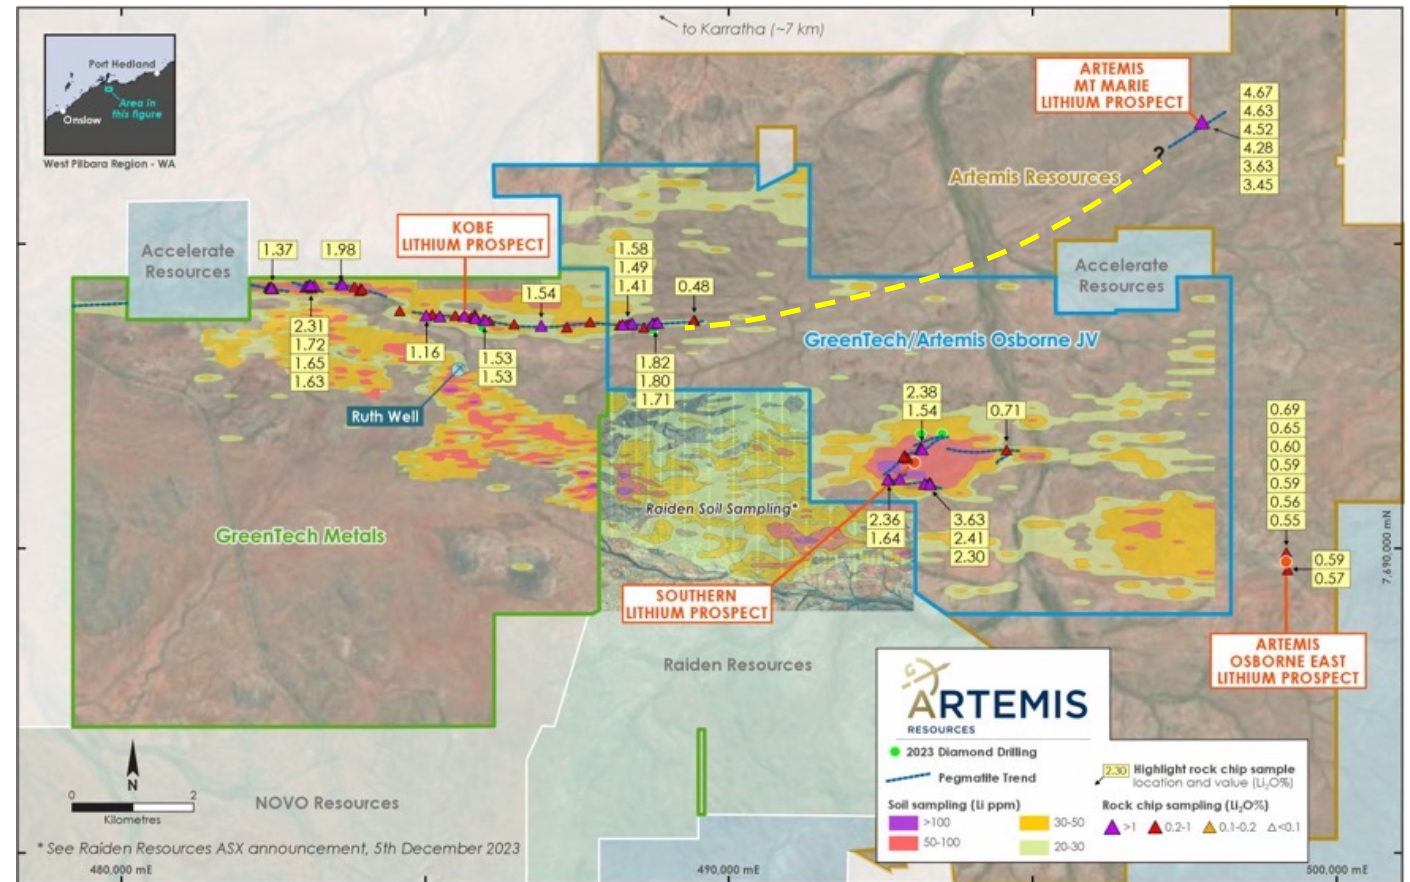 to Karratha (~7 km)
Port Hedland
Area in
this figure
Onslow
West Pilbara Region - WA
ARTEMIS
MT MARIE
LITHIUM PROSPECT
4.67
4.63
4.52
4.28
3.63
3.45
?
Artemis Resources
Accelerate
Resources
KOBE
LITHIUM PROSPECT
1.37
1.98
1.58
1.49
1.41
0.48
1.54
Accelerate
Resources
2.31
1.72
1.65
1.63
1.16
1.53
1.53
1.82
1.80
1.71
GreenTech/Artemis Osborne JV
Ruth Well
2.38
1.54
0.71
0.69
0.65
0.60
0.59
0.59
0.56
0.55
Raiden Soil Sampling*
GreenTech Metals
2.36
1.64
3.63
2.41
2.30
0.59
0.57
7,690,000 mN
SOUTHERN
LITHIUM PROSPECT
ARTEMIS
OSBORNE EAST
LITHIUM PROSPECT
Raiden Resources
ARTEMIS
RESOURCES
2023 Diamond Drilling
Pegmatite Trend
2.30 Highlight rock chip sample
location and value (Li₂O%)
Soil sampling (Li ppm)
>100
30-50
50-100
20-30
Rock chip sampling (Li₂O%)
>1
0.2-1
0.1-0.2
<0.1
N
0
2
Kilometres
NOVO Resources
* See Raiden Resources ASX announcement, 5th December 2023
480,000 mE
490,000 mE
500,000 mE